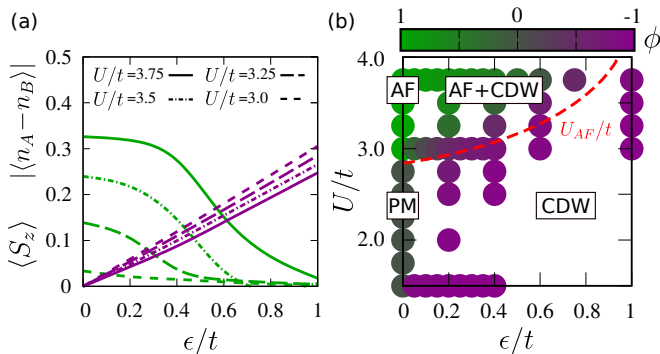 (a)
0.5
0.4
0.3
0.2
0.1
0
⟨S_z⟩ |⟨n_A−n_B⟩|
U/t=3.75
U/t=3.25
U/t=3.5
U/t=3.0
0 0.2 0.4 0.6 0.8 1
ϵ/t
(b)
1 0 -1
ϕ
4.0
3.0
2.0
U/t
AF
AF+CDW
U_AF/t
PM
CDW
0 0.2 0.4 0.6 0.8 1
ϵ/t